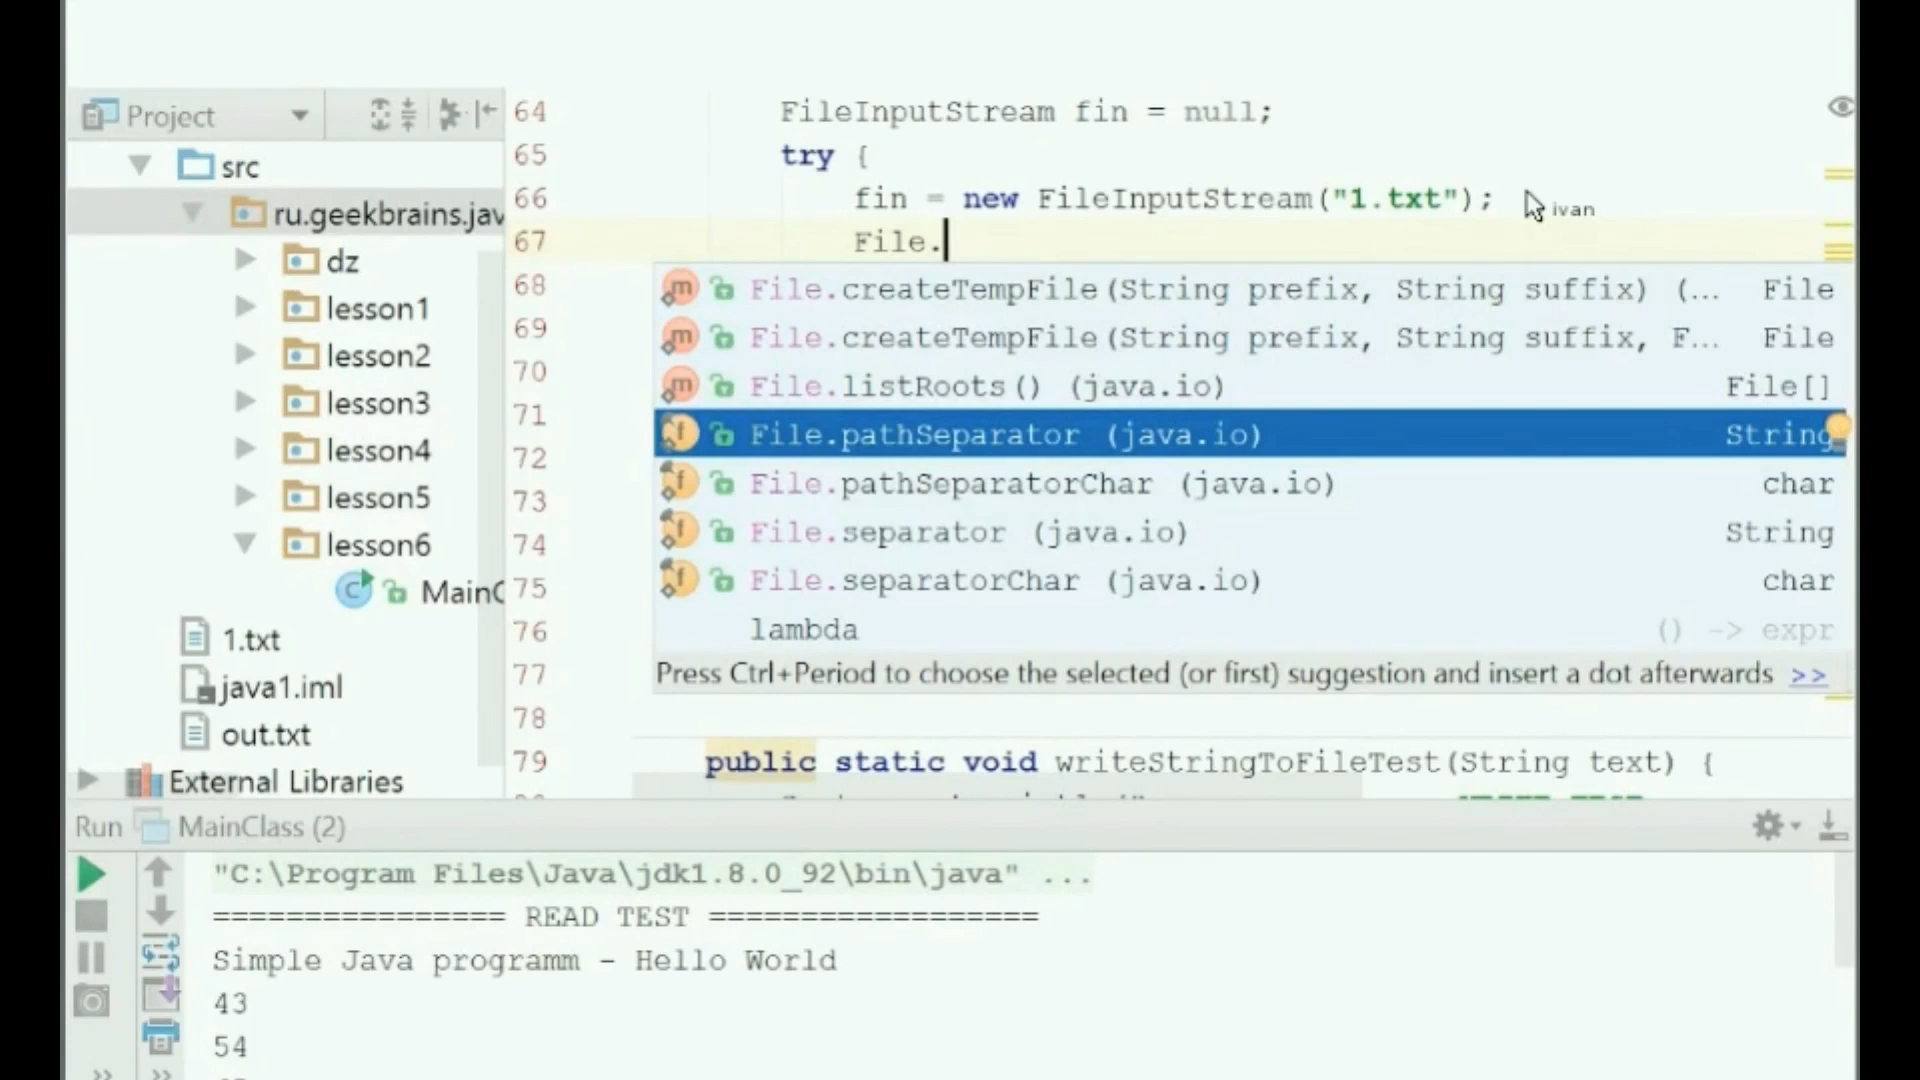 Project
src
ru.geekbrains.jav
dz
lesson1
lesson2
lesson3
lesson4
lesson5
lesson6
MainC
1.txt
java1.iml
out.txt
External Libraries
64 FileInputStream fin = null;
65 try {
66 fin = new FileInputStream("1.txt");
ivan
67 File.
68
69
70
71
72
73
74
75
76
77
78
File.createTempFile(String prefix, String suffix) (... File
File.createTempFile(String prefix, String suffix, F... File
File.listRoots() (java.io) File[]
File.pathSeparator (java.io) String
File.pathSeparatorChar (java.io) char
File.separator (java.io) String
File.separatorChar (java.io) char
lambda () -> expr
Press Ctrl+Period to choose the selected (or first) suggestion and insert a dot afterwards >>
79 public static void writeStringToFileTest(String text) {
Run MainClass (2)
"C:\Program Files\Java\jdk1.8.0_92\bin\java" ...
================ READ TEST ==================
Simple Java programm - Hello World
43
54